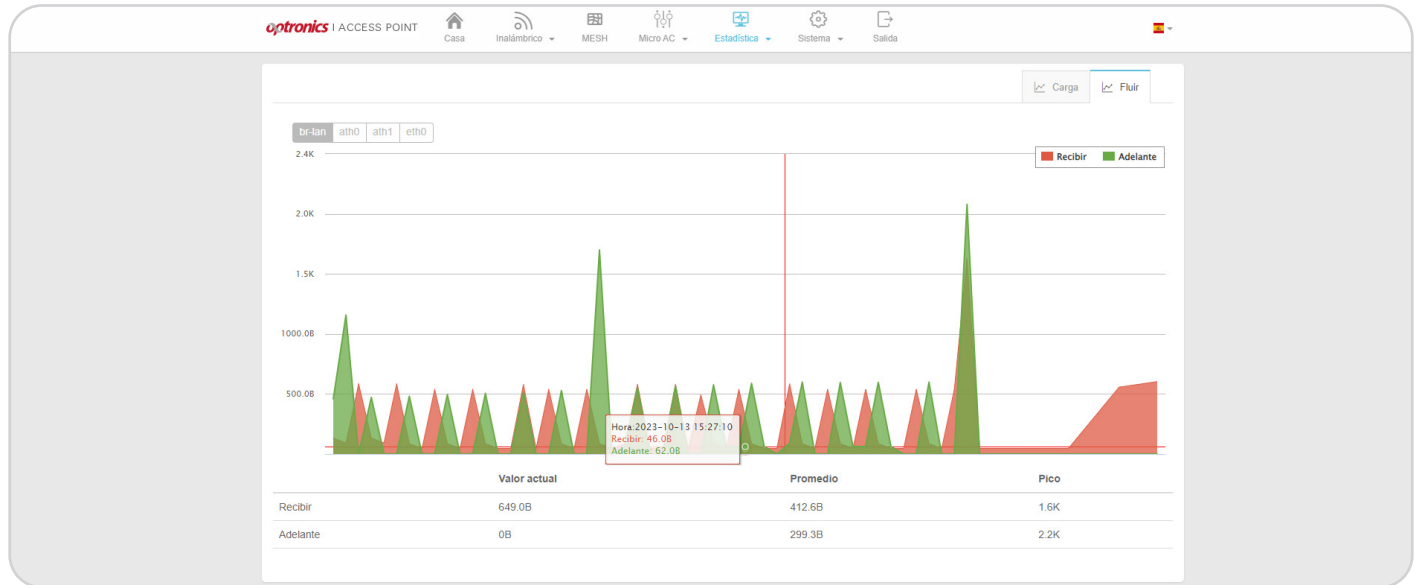 optronics | ACCESS POINT
Casa
Inalámbrico
MESH
Micro AC
Estadística
Sistema
Salida
Carga
Fluir
br-lan ath0 ath1 eth0
Recibir Adelante
2.4K
2.0K
1.5K
1000.0B
500.0B
Hora:2023-10-13 15:27:10
Recibir: 46.0B
Adelante: 62.0B
Valor actual Promedio Pico
Recibir 649.0B 412.6B 1.6K
Adelante 0B 299.3B 2.2K